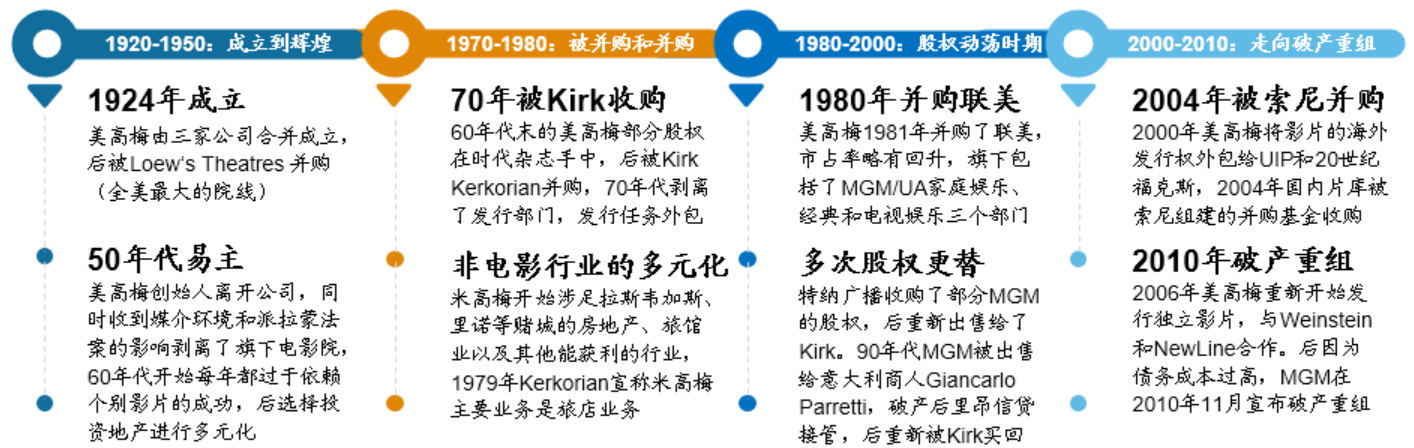 1920-1950：成立到辉煌
1924年成立
美高梅由三家公司合并成立，
后被Loew's Theatres 并购
（全美最大的院线）
50年代易主
美高梅创始人离开公司，同
时收到媒介环境和派拉蒙法
案的影响剥离了旗下电影院，
60年代开始每年都过于依赖
个别影片的成功，后选择投
资地产进行多元化
1970-1980：被并购和并购
70年被Kirk收购
60年代末的美高梅部分股权
在时代杂志手中，后被Kirk
Kerkorian并购，70年代剥离
了发行部门，发行任务外包
非电影行业的多元化
米高梅开始涉足拉斯韦加斯、
里诺等赌城的房地产、旅馆
业以及其他能获利的行业，
1979年Kerkorian宣称米高梅
主要业务是旅店业务
1980-2000：股权动荡时期
1980年并购联美
美高梅1981年并购了联美，
市占率略有回升，旗下包
括了MGM/UA家庭娱乐、
经典和电视娱乐三个部门
多次股权更替
特纳广播收购了部分MGM
的股权，后重新出售给了
Kirk。90年代MGM被出售
给意大利商人Giancarlo
Parretti，破产后里昂信贷
接管，后重新被Kirk买回
2000-2010：走向破产重组
2004年被索尼并购
2000年美高梅将影片的海外
发行权外包给UIP和20世纪
福克斯，2004年国内片库被
索尼组建的并购基金收购
2010年破产重组
2006年美高梅重新开始发
行独立影片，与Weinstein
和NewLine合作。后因为
债务成本过高，MGM在
2010年11月宣布破产重组